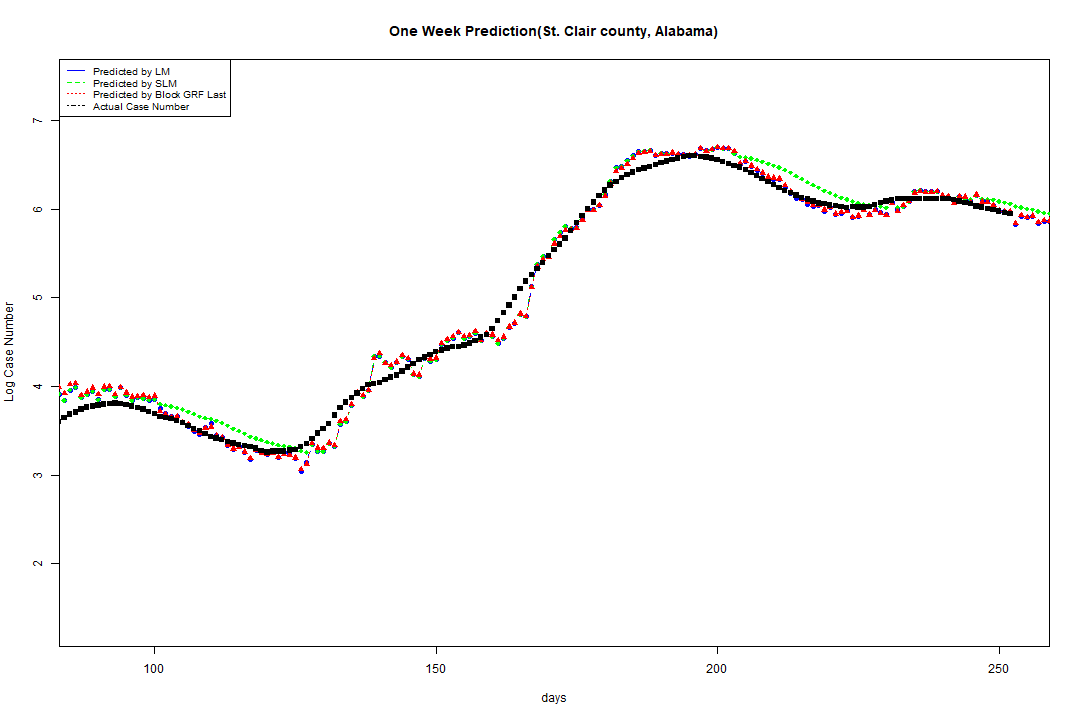 One Week Prediction(St. Clair county, Alabama)
Predicted by LM
Predicted by SLM
Predicted by Block GRF Last
Actual Case Number
7
6
5
4
3
2
Log Case Number
100 150 200 250
days